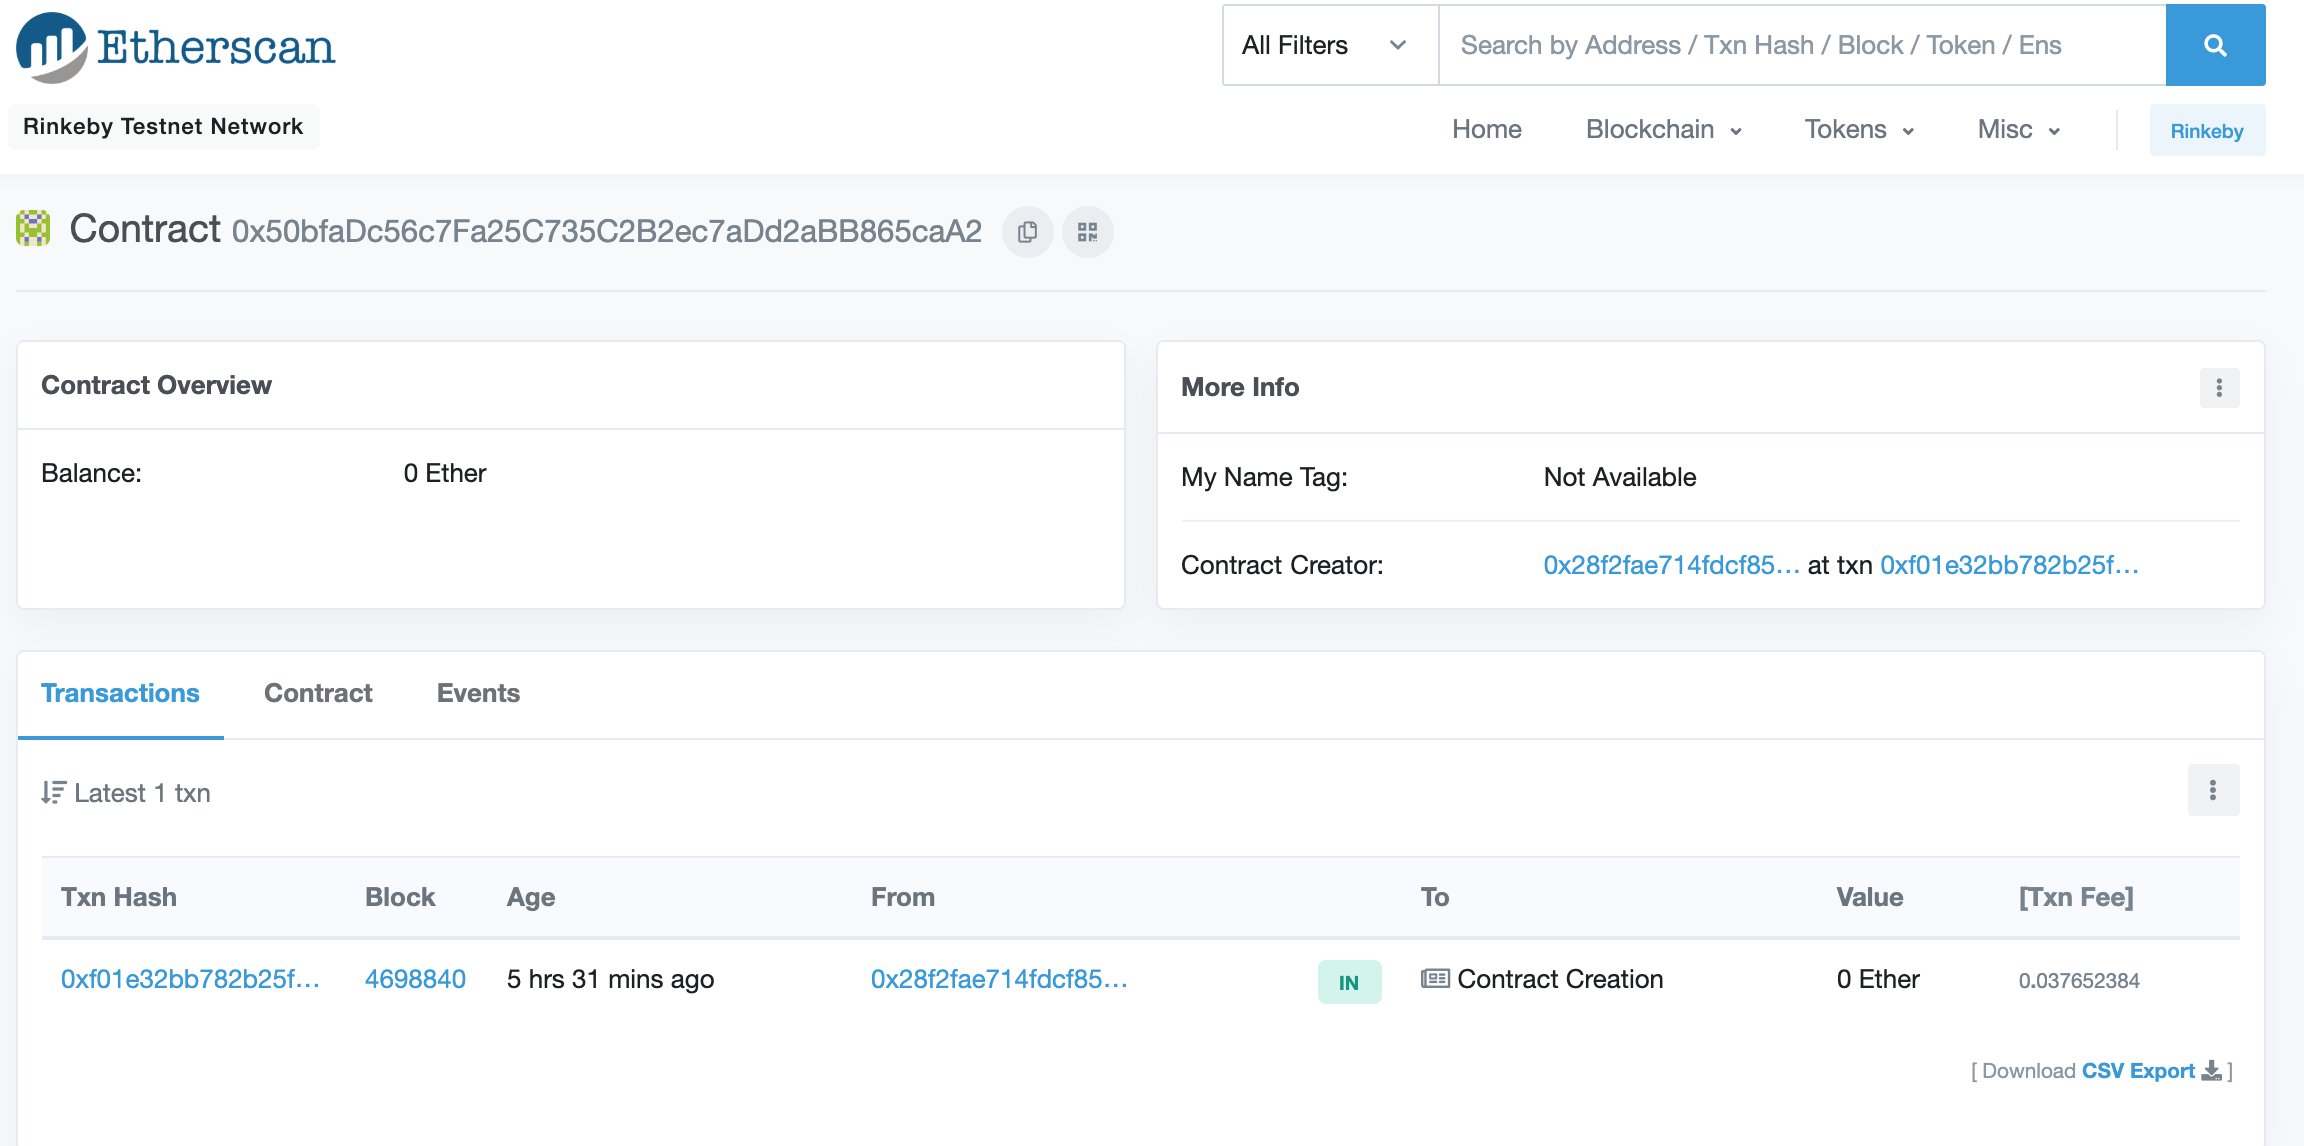 Etherscan
All Filters
Search by Address / Txn Hash / Block / Token / Ens
Rinkeby Testnet Network
Home Blockchain Tokens Misc Rinkeby
Contract 0x50bfaDc56c7Fa25C735C2B2ec7aDd2aBB865caA2
Contract Overview
Balance: 0 Ether
More Info
My Name Tag: Not Available
Contract Creator: 0x28f2fae714fdcf85... at txn 0xf01e32bb782b25f...
Transactions Contract Events
Latest 1 txn
Txn Hash Block Age From To Value [Txn Fee]
0xf01e32bb782b25f... 4698840 5 hrs 31 mins ago 0x28f2fae714fdcf85... IN Contract Creation 0 Ether 0.037652384
[ Download CSV Export ]